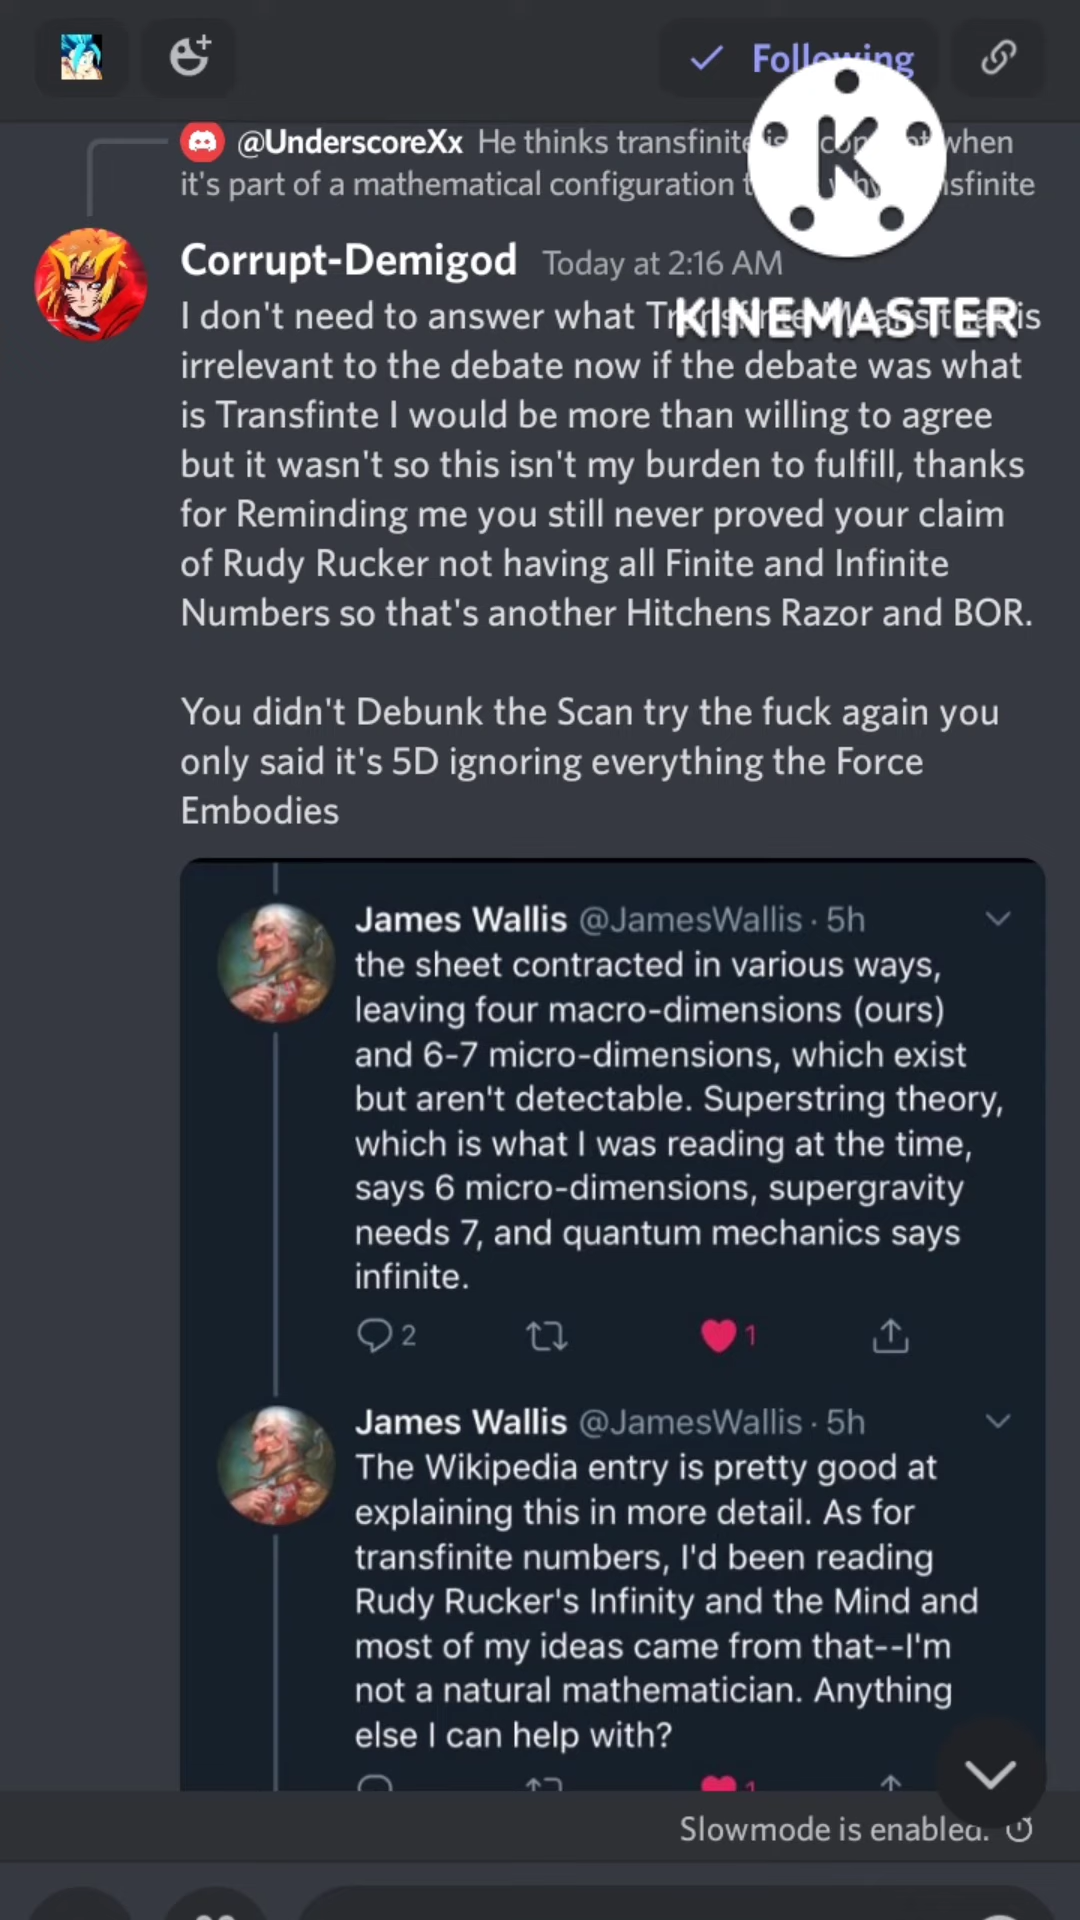 Following
@UnderscoreXx He thinks transfinite is when
it's part of a mathematical configuration
Corrupt-Demigod Today at 2:16 AM
I don't need to answer what is
KINEMASTER
irrelevant to the debate now if the debate was what
is Transfinte I would be more than willing to agree
but it wasn't so this isn't my burden to fulfill, thanks
for Reminding me you still never proved your claim
of Rudy Rucker not having all Finite and Infinite
Numbers so that's another Hitchens Razor and BOR.
You didn't Debunk the Scan try the fuck again you
only said it's 5D ignoring everything the Force
Embodies
James Wallis @JamesWallis · 5h
the sheet contracted in various ways,
leaving four macro-dimensions (ours)
and 6-7 micro-dimensions, which exist
but aren't detectable. Superstring theory,
which is what I was reading at the time,
says 6 micro-dimensions, supergravity
needs 7, and quantum mechanics says
infinite.
2 1
James Wallis @JamesWallis · 5h
The Wikipedia entry is pretty good at
explaining this in more detail. As for
transfinite numbers, I'd been reading
Rudy Rucker's Infinity and the Mind and
most of my ideas came from that--I'm
not a natural mathematician. Anything
else I can help with?
1
Slowmode is enabled.